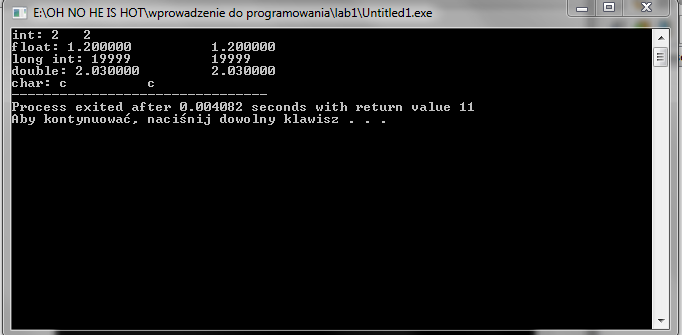 E:\OH NO HE IS HOT\wprowadzenie do programowania\lab1\Untitled1.exe
int: 2   2
float: 1.200000          1.200000
long int: 19999          19999
double: 2.030000         2.030000
char: c          c
--------------------------------
Process exited after 0.004082 seconds with return value 11
Aby kontynuować, naciśnij dowolny klawisz . . .